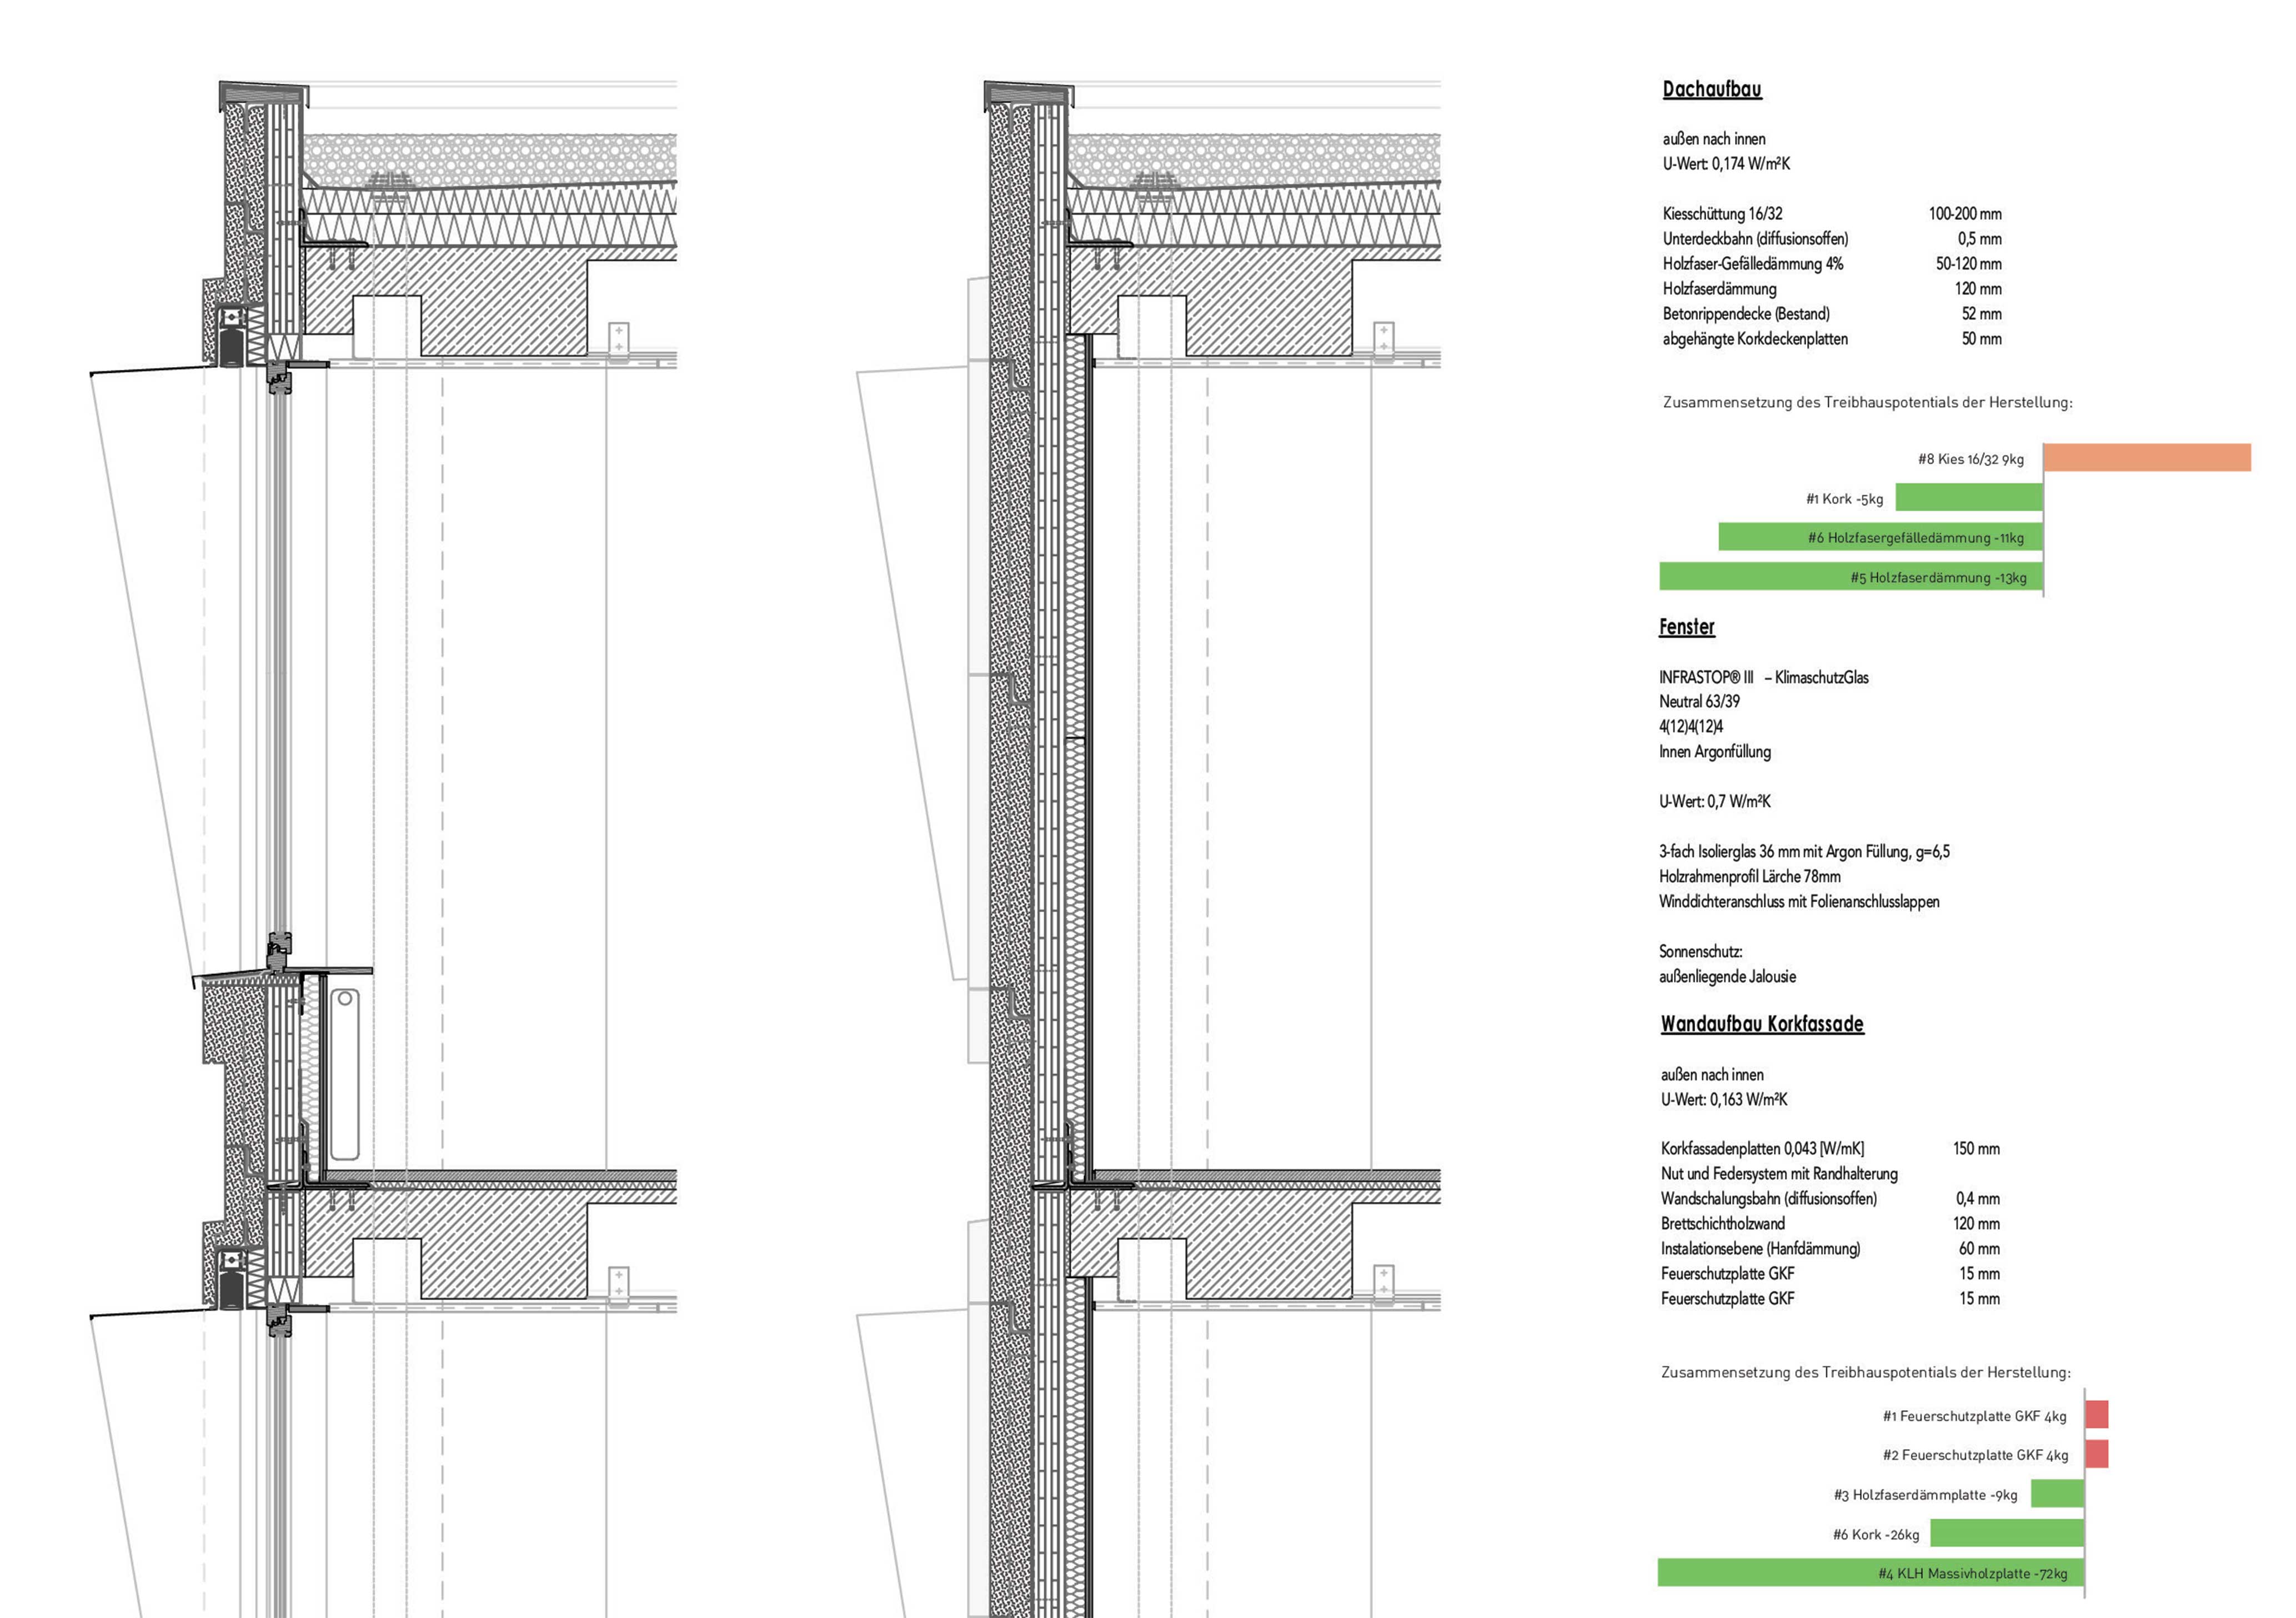 Dachaufbau
außen nach innen
U-Wert: 0,174 W/m²K
Kiesschüttung 16/32 100-200 mm
Unterdeckbahn (diffusionsoffen) 0,5 mm
Holzfaser-Gefälledämmung 4% 50-120 mm
Holzfaserdämmung 120 mm
Betonrippendecke (Bestand) 52 mm
abgehängte Korkdeckenplatten 50 mm
Zusammensetzung des Treibhauspotentials der Herstellung:
#8 Kies 16/32 9kg
#1 Kork -5kg
#6 Holzfasergefälledämmung -11kg
#5 Holzfaserdämmung -13kg
Fenster
INFRASTOP® III – KlimaschutzGlas
Neutral 63/39
4(12)4(12)4
Innen Argonfüllung
U-Wert: 0,7 W/m²K
3-fach Isolierglas 36 mm mit Argon Füllung, g=6,5
Holzrahmenprofil Lärche 78mm
Winddichteranschluss mit Folienanschlusslappen
Sonnenschutz:
außenliegende Jalousie
Wandaufbau Korkfassade
außen nach innen
U-Wert: 0,163 W/m²K
Korkfassadenplatten 0,043 [W/mK] 150 mm
Nut und Federsystem mit Randhalterung
Wandschalungsbahn (diffusionsoffen) 0,4 mm
Brettschichtholzwand 120 mm
Instalationsebene (Hanfdämmung) 60 mm
Feuerschutzplatte GKF 15 mm
Feuerschutzplatte GKF 15 mm
Zusammensetzung des Treibhauspotentials der Herstellung:
#1 Feuerschutzplatte GKF 4kg
#2 Feuerschutzplatte GKF 4kg
#3 Holzfaserdämmplatte -9kg
#6 Kork -26kg
#4 KLH Massivholzplatte -72kg